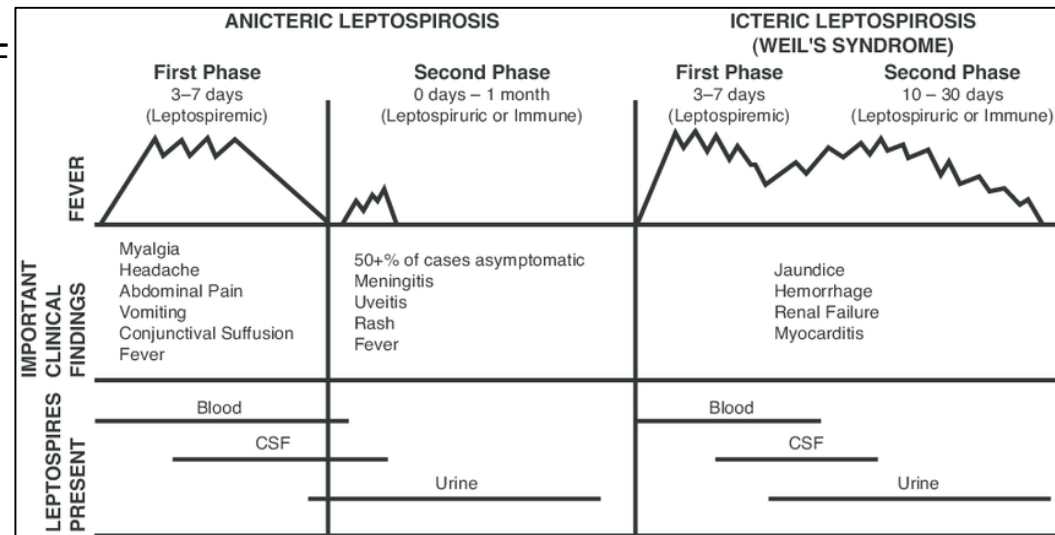 ANICTERIC LEPTOSPIROSIS
First Phase
3–7 days
(Leptospiremic)
Second Phase
0 days – 1 month
(Leptospiruric or Immune)
ICTERIC LEPTOSPIROSIS
(WEIL'S SYNDROME)
First Phase
3–7 days
(Leptospiremic)
Second Phase
10 – 30 days
(Leptospiruric or Immune)
FEVER
IMPORTANT
CLINICAL
FINDINGS
Myalgia
Headache
Abdominal Pain
Vomiting
Conjunctival Suffusion
Fever
50+% of cases asymptomatic
Meningitis
Uveitis
Rash
Fever
Jaundice
Hemorrhage
Renal Failure
Myocarditis
LEPTOSPIRES
PRESENT
Blood
CSF
Urine
Blood
CSF
Urine